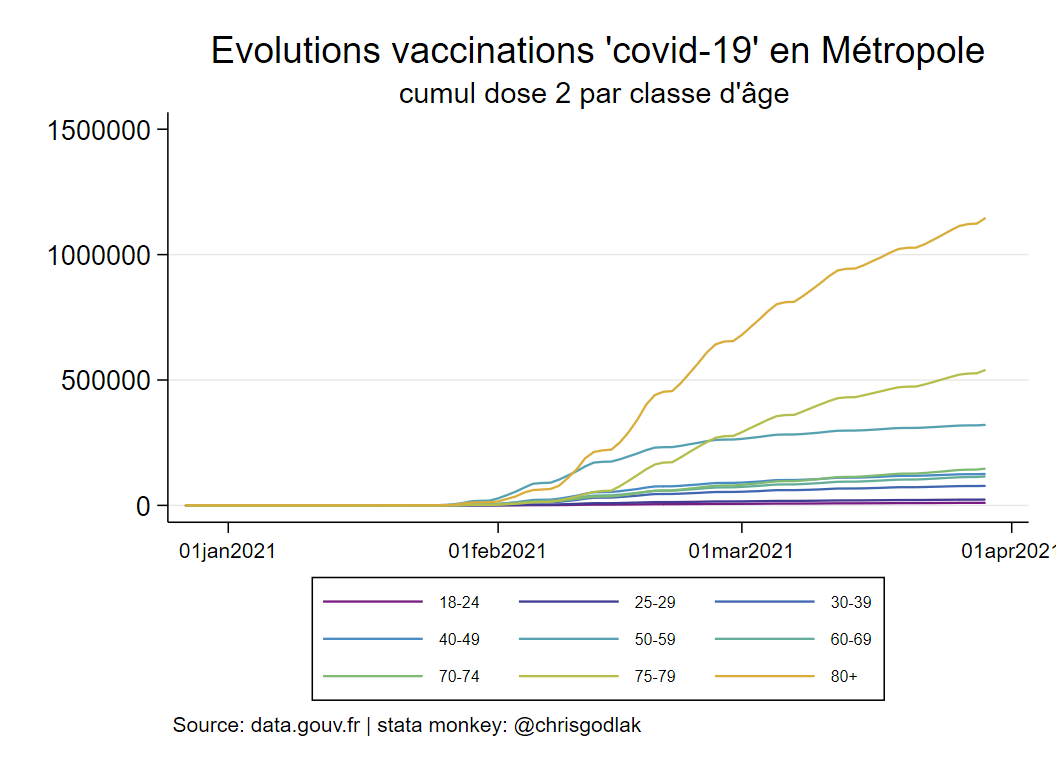 Evolutions vaccinations 'covid-19' en Métropole
cumul dose 2 par classe d'âge
1500000
1000000
500000
0
01jan2021 01feb2021 01mar2021 01apr2021
18-24 25-29 30-39
40-49 50-59 60-69
70-74 75-79 80+
Source: data.gouv.fr | stata monkey: @chrisgodlak